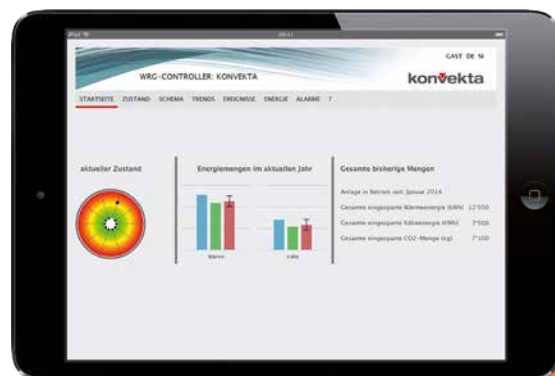 iPad
GAST DE SI
WRG-CONTROLLER: KONVEKTA
konvekta
STARTSEITE ZUSTAND SCHEMA TRENDS EREIGNISSE ENERGIE ALARME ?
aktueller Zustand
Energiemengen im aktuellen Jahr
Wärme
Kälte
Gesamte bisherige Mengen
Anlage in Betrieb seit Januar 2014
Gesamte eingesparte Wärmeenergie (kWh) 12'500
Gesamte eingesparte Kälteenergie (kWh) 7'500
Gesamte eingesparte CO2-Menge (kg) 7'100